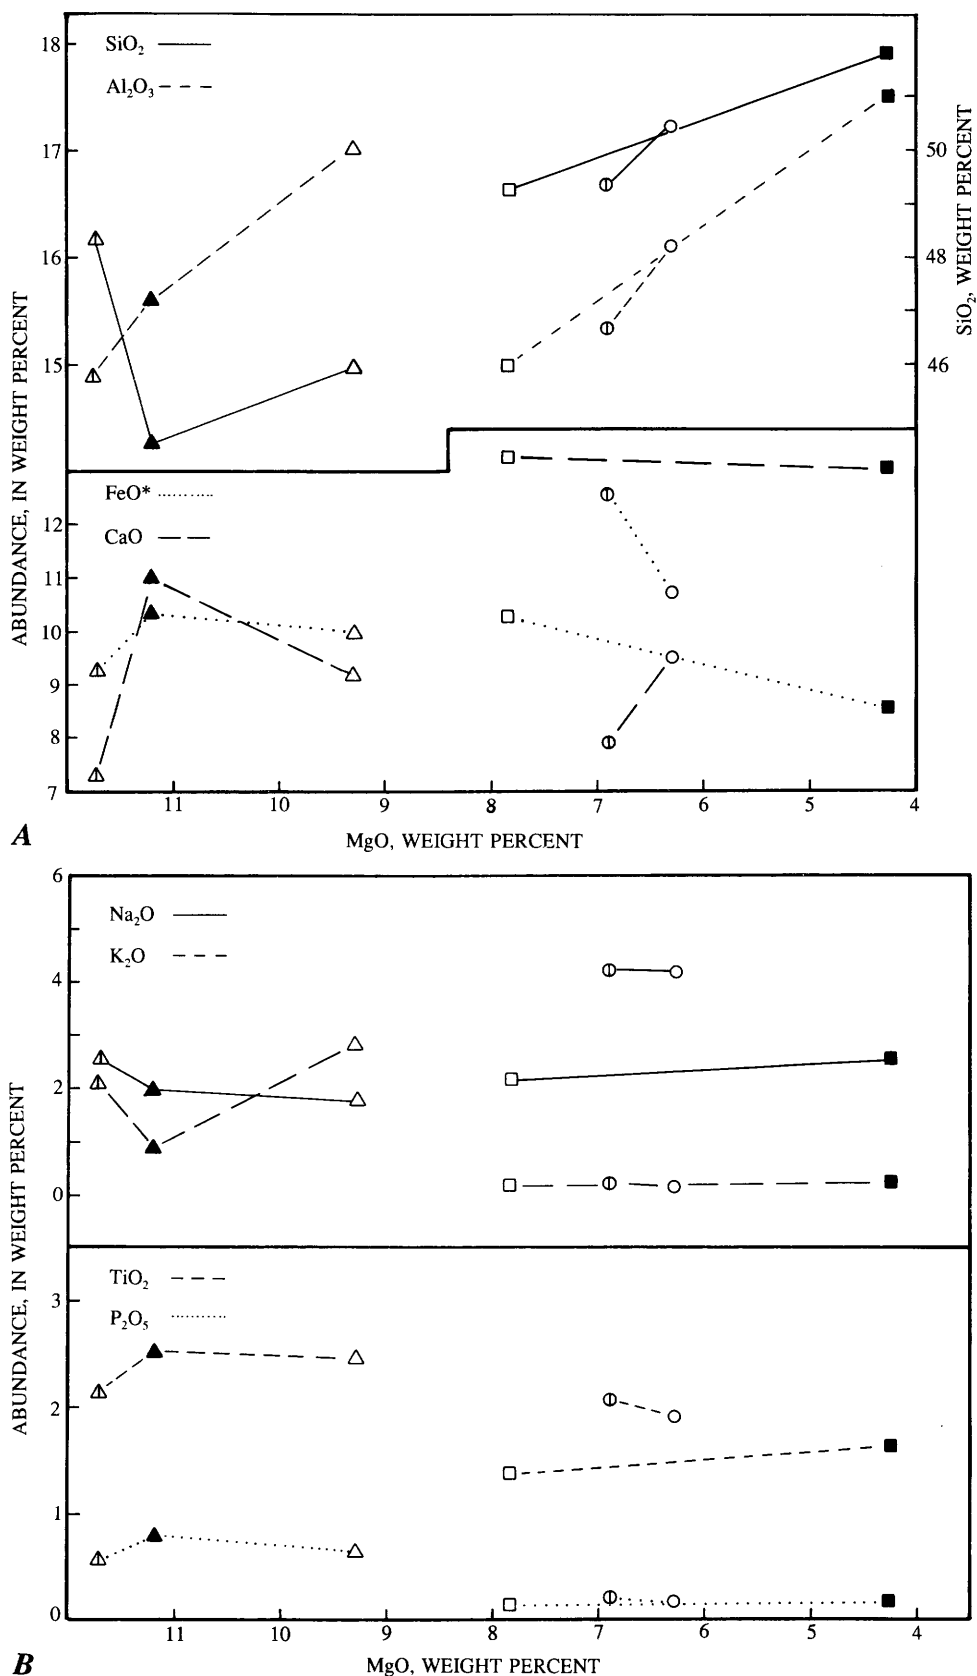 18
17
16
15
SiO₂
Al₂O₃
50
48
46
SiO₂, WEIGHT PERCENT
ABUNDANCE, IN WEIGHT PERCENT
FeO*
CaO
12
11
10
9
8
7
11 10 9 8 7 6 5 4
MgO, WEIGHT PERCENT
A
6
4
2
0
Na₂O
K₂O
ABUNDANCE, IN WEIGHT PERCENT
TiO₂
P₂O₅
3
2
1
0
11 10 9 8 7 6 5 4
MgO, WEIGHT PERCENT
B